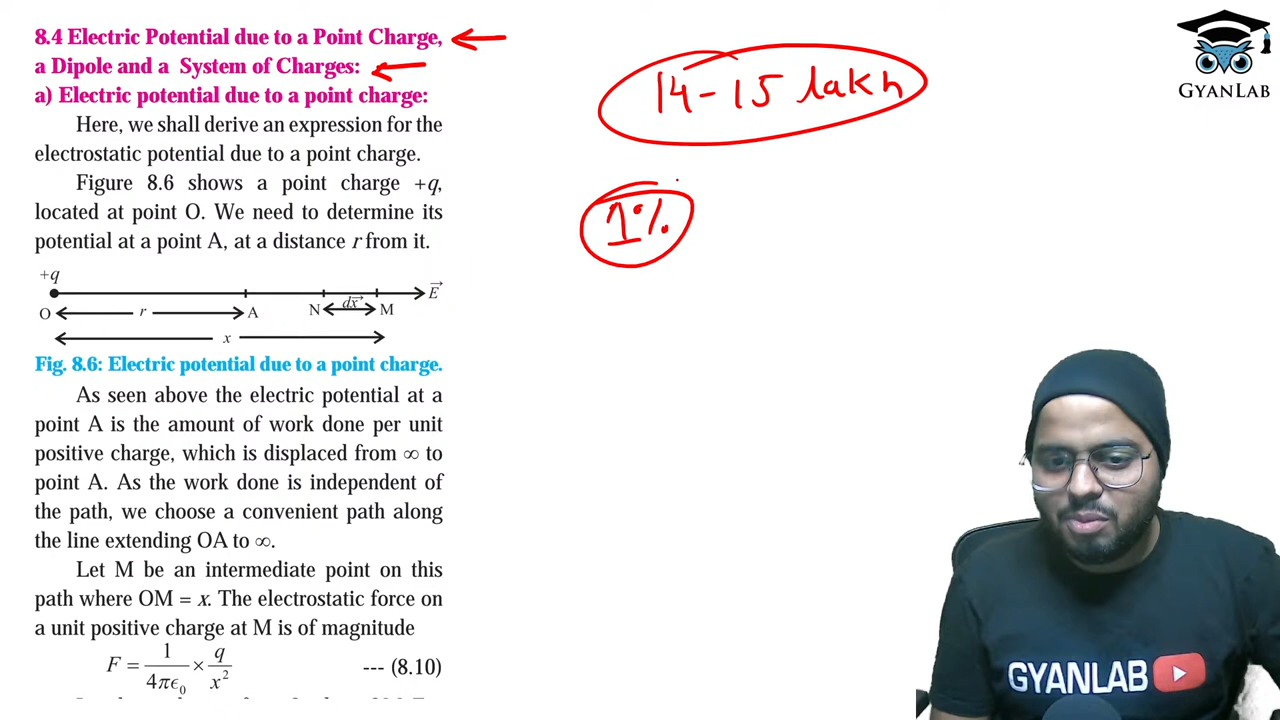 8.4 Electric Potential due to a Point Charge,
a Dipole and a System of Charges:
a) Electric potential due to a point charge:
Here, we shall derive an expression for the
electrostatic potential due to a point charge.
Figure 8.6 shows a point charge +q,
located at point O. We need to determine its
potential at a point A, at a distance r from it.
+q
E⃗
O r A N dx⃗ M
x
Fig. 8.6: Electric potential due to a point charge.
As seen above the electric potential at a
point A is the amount of work done per unit
positive charge, which is displaced from ∞ to
point A. As the work done is independent of
the path, we choose a convenient path along
the line extending OA to ∞.
Let M be an intermediate point on this
path where OM = x. The electrostatic force on
a unit positive charge at M is of magnitude
F = 1/4πϵ₀ × q/x² --- (8.10)
14-15 lakh
1%
GYANLAB
GYANLAB